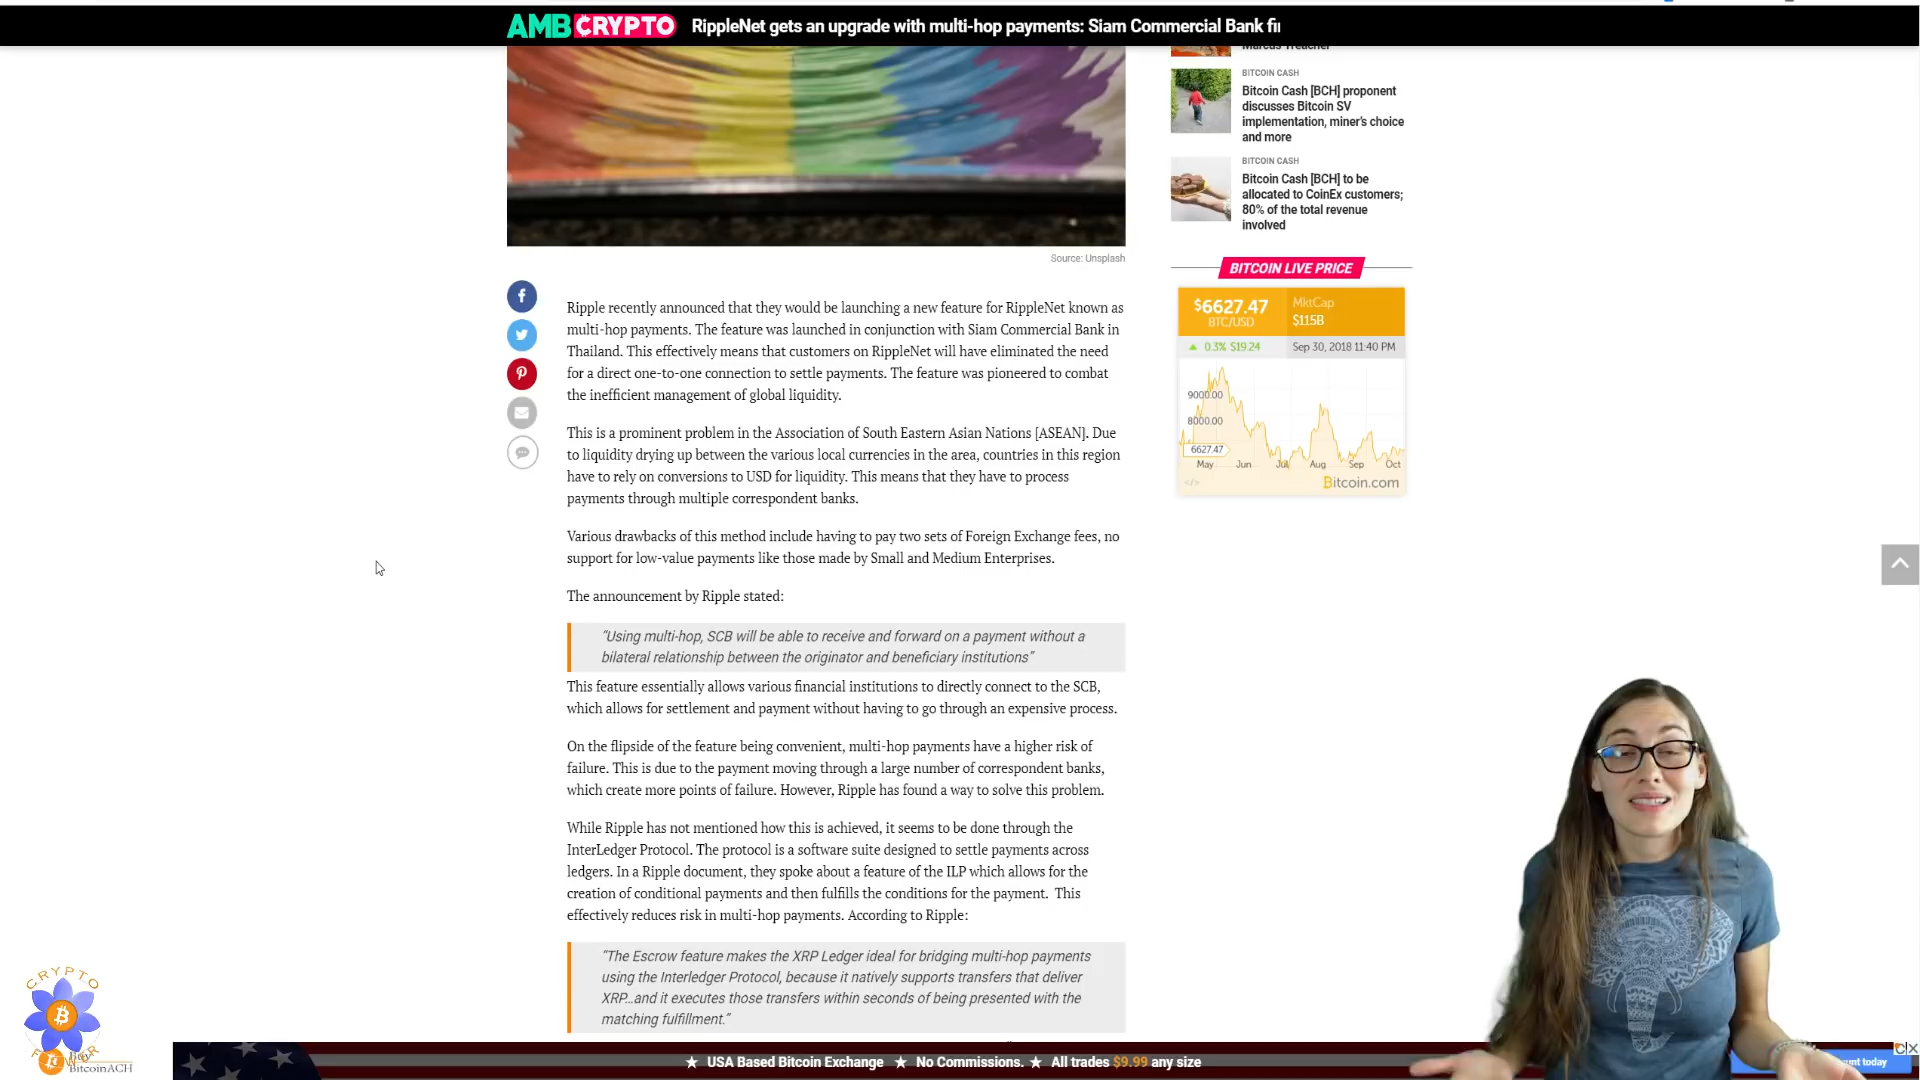 AMBCRYPTO RippleNet gets an upgrade with multi-hop payments: Siam Commercial Bank
Marcus Treacher
BITCOIN CASH
Bitcoin Cash [BCH] proponent
discusses Bitcoin SV
implementation, miner's choice
and more
BITCOIN CASH
Bitcoin Cash [BCH] to be
allocated to CoinEx customers;
80% of the total revenue
involved
Source: Unsplash
BITCOIN LIVE PRICE
$6627.47
BTC/USD
MktCap
$115B
0.3% $19.24
Sep 30, 2018 11:40 PM
9000.00
8000.00
6627.47
May Jun Jul Aug Sep Oct
Bitcoin.com
Ripple recently announced that they would be launching a new feature for RippleNet known as
multi-hop payments. The feature was launched in conjunction with Siam Commercial Bank in
Thailand. This effectively means that customers on RippleNet will have eliminated the need
for a direct one-to-one connection to settle payments. The feature was pioneered to combat
the inefficient management of global liquidity.
This is a prominent problem in the Association of South Eastern Asian Nations [ASEAN]. Due
to liquidity drying up between the various local currencies in the area, countries in this region
have to rely on conversions to USD for liquidity. This means that they have to process
payments through multiple correspondent banks.
Various drawbacks of this method include having to pay two sets of Foreign Exchange fees, no
support for low-value payments like those made by Small and Medium Enterprises.
The announcement by Ripple stated:
"Using multi-hop, SCB will be able to receive and forward on a payment without a
bilateral relationship between the originator and beneficiary institutions"
This feature essentially allows various financial institutions to directly connect to the SCB,
which allows for settlement and payment without having to go through an expensive process.
On the flipside of the feature being convenient, multi-hop payments have a higher risk of
failure. This is due to the payment moving through a large number of correspondent banks,
which create more points of failure. However, Ripple has found a way to solve this problem.
While Ripple has not mentioned how this is achieved, it seems to be done through the
InterLedger Protocol. The protocol is a software suite designed to settle payments across
ledgers. In a Ripple document, they spoke about a feature of the ILP which allows for the
creation of conditional payments and then fulfills the conditions for the payment. This
effectively reduces risk in multi-hop payments. According to Ripple:
"The Escrow feature makes the XRP Ledger ideal for bridging multi-hop payments
using the Interledger Protocol, because it natively supports transfers that deliver
XRP…and it executes those transfers within seconds of being presented with the
matching fulfillment."
CRYPTO
Buy
BitcoinACH
★ USA Based Bitcoin Exchange ★ No Commissions. ★ All trades $9.99 any size
today